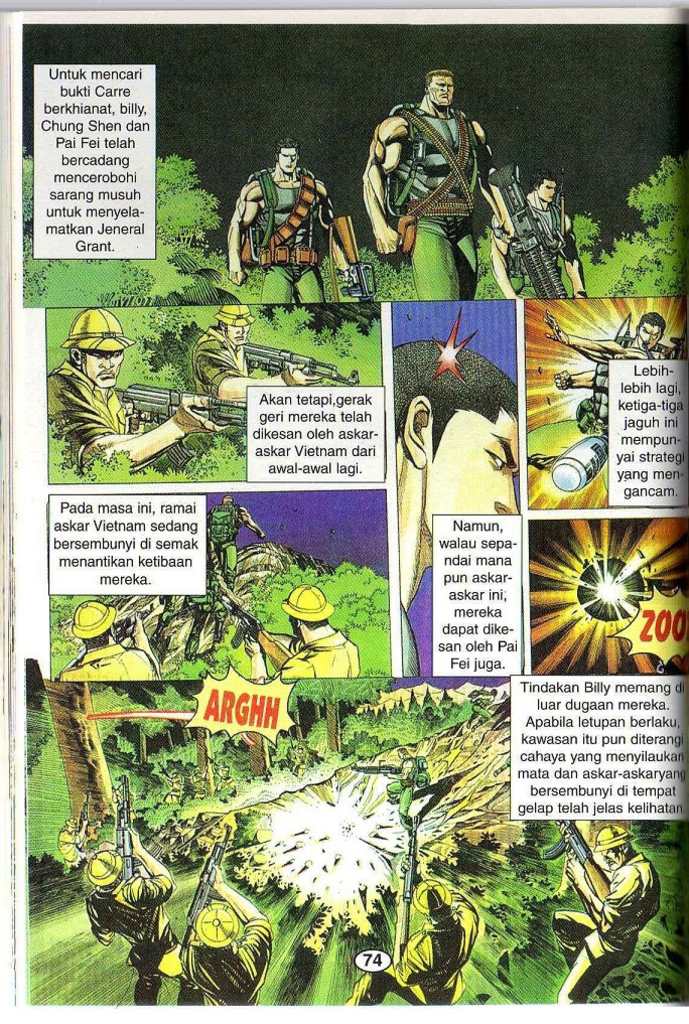 Untuk mencari
bukti Carre
berkhianat, billy,
Chung Shen dan
Pai Fei telah
bercadang
mencerobohi
sarang musuh
untuk menyela-
matkan Jeneral
Grant.
Akan tetapi,gerak
geri mereka telah
dikesan oleh askar-
askar Vietnam dari
awal-awal lagi.
Lebih-
lebih lagi,
ketiga-tiga
jaguh ini
mempun-
yai strategi
yang men-
gancam.
Pada masa ini, ramai
askar Vietnam sedang
bersembunyi di semak
menantikan ketibaan
mereka.
Namun,
walau sepa-
ndai mana
pun askar-
askar ini,
mereka
dapat dike-
san oleh Pai
Fei juga.
ZOO
ARGHH
Tindakan Billy memang di
luar dugaan mereka.
Apabila letupan berlaku,
kawasan itu pun diterangi
cahaya yang menyilaukan
mata dan askar-askaryang
bersembunyi di tempat
gelap telah jelas kelihatan.
74